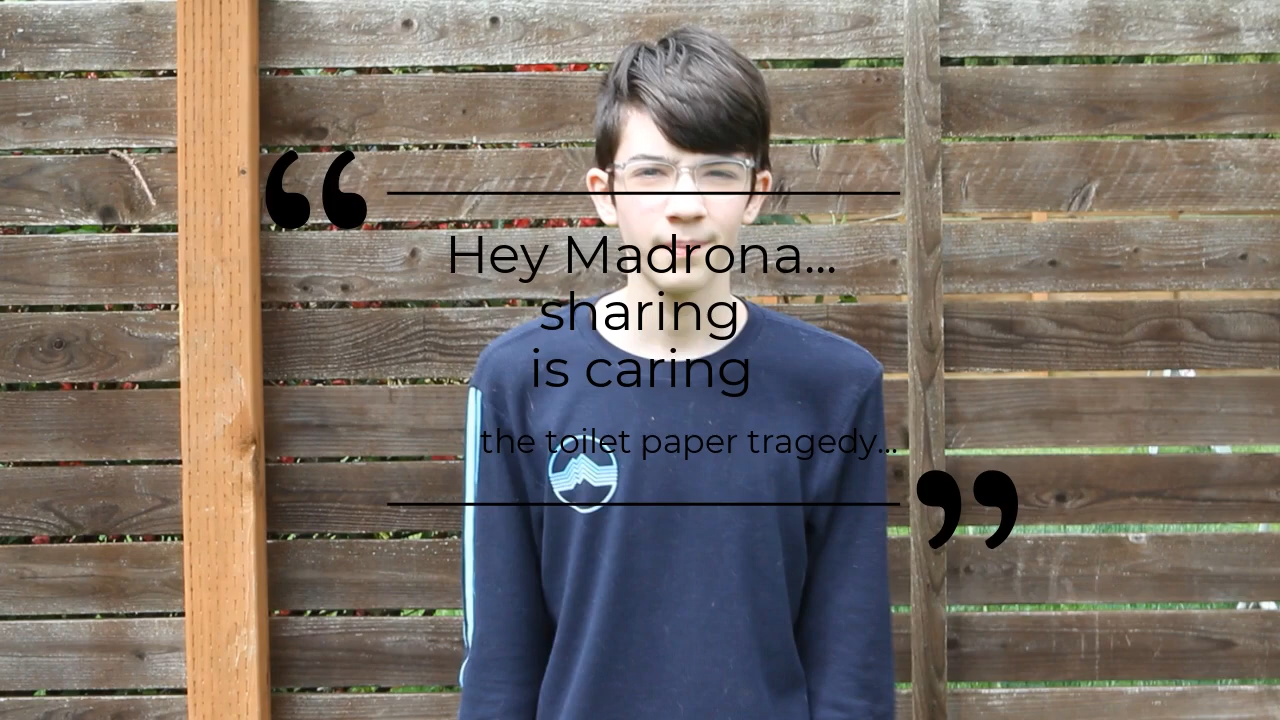 “
Hey Madrona...
sharing
is caring
the toilet paper tragedy...
”